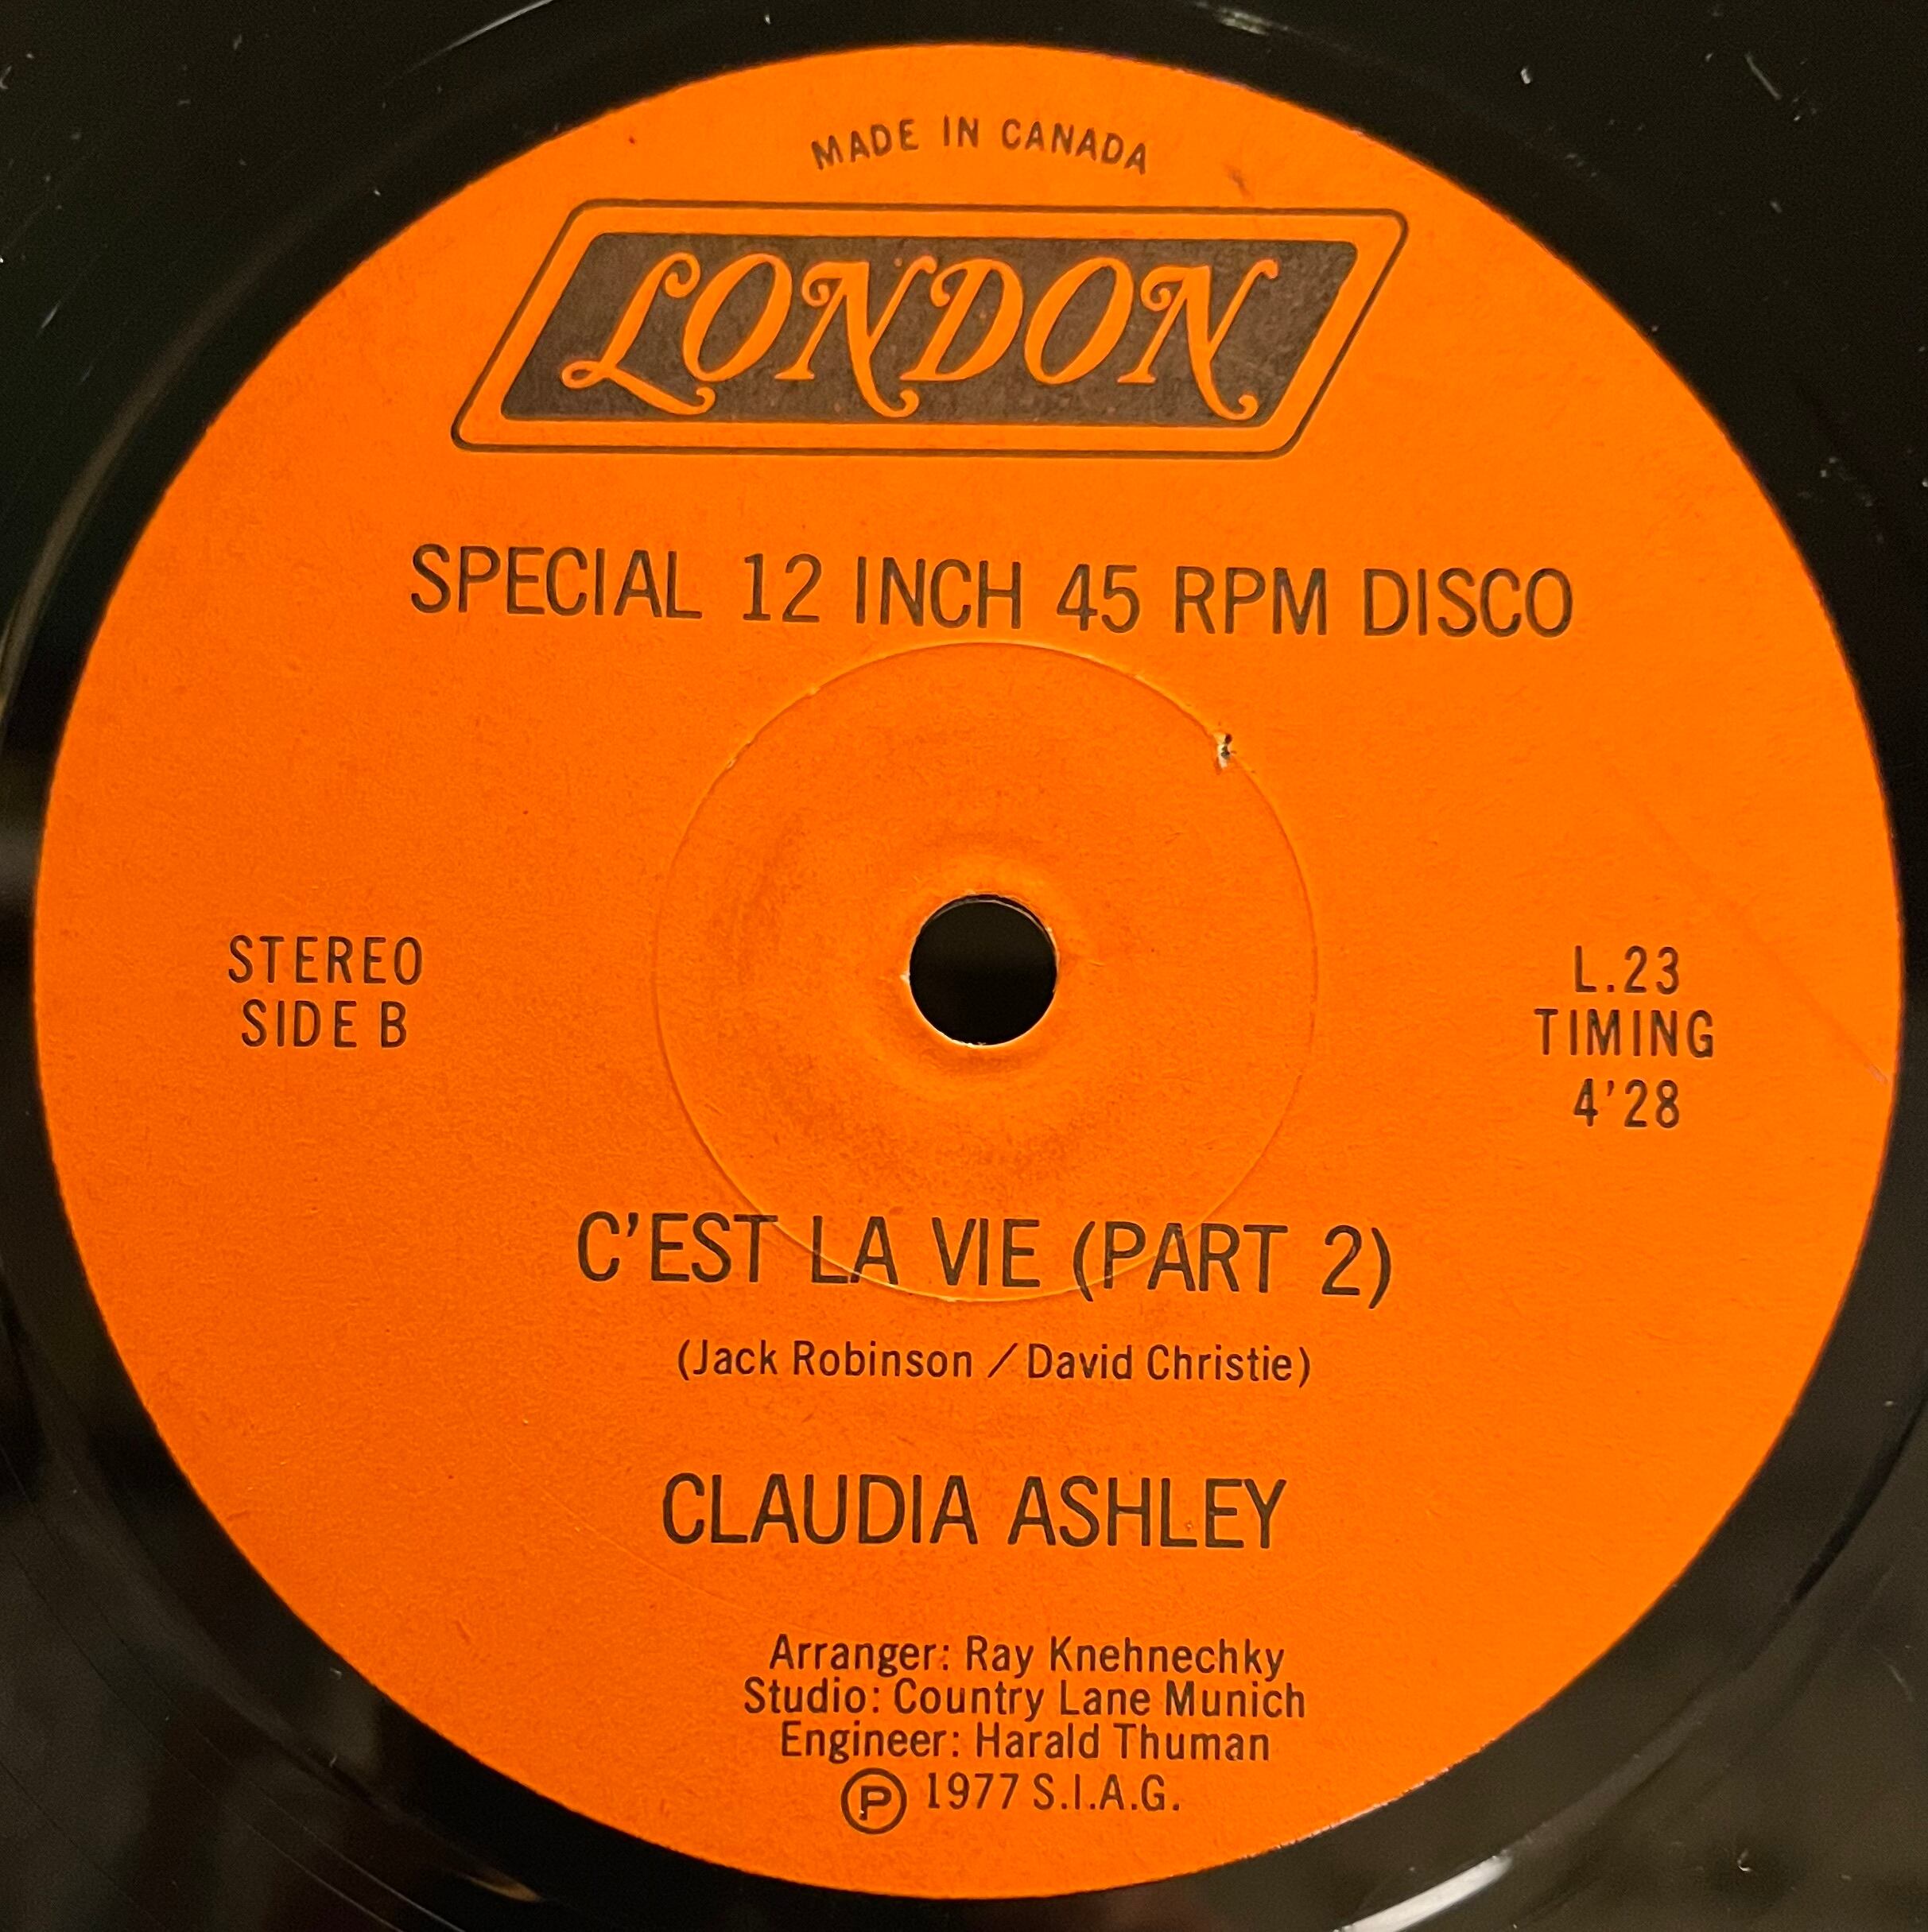 MADE IN CANADA
LONDON
SPECIAL 12 INCH 45 RPM DISCO
STEREO
SIDE B
L.23
TIMING
4'28
C'EST LA VIE (PART 2)
(Jack Robinson / David Christie)
CLAUDIA ASHLEY
Arranger: Ray Knehnechky
Studio: Country Lane Munich
Engineer: Harald Thuman
Ⓟ 1977 S.I.A.G.